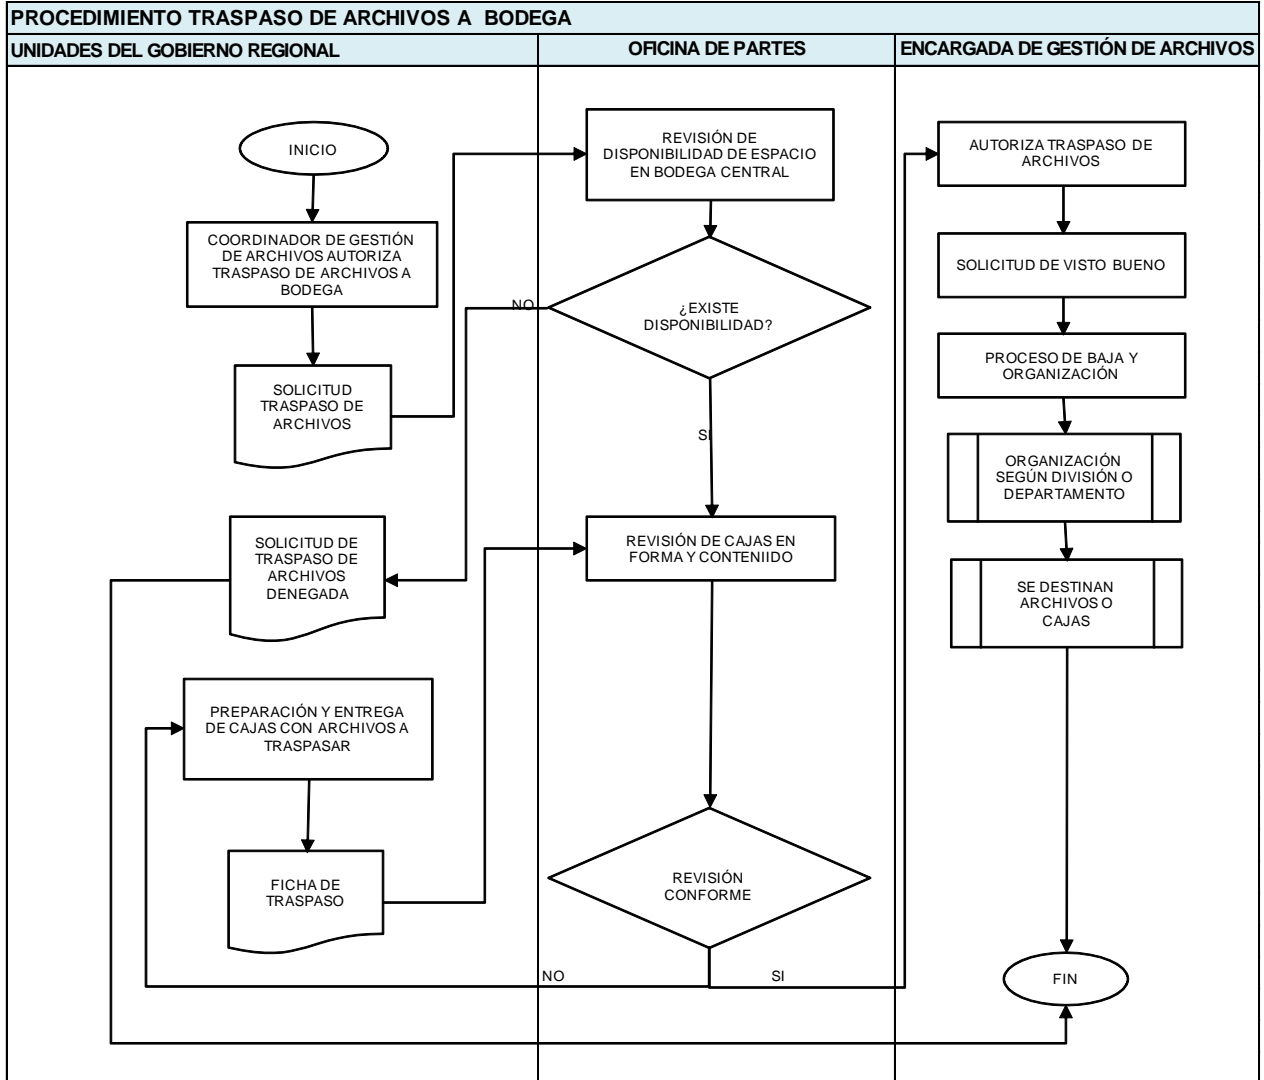 PROCEDIMIENTO TRASPASO DE ARCHIVOS A BODEGA
UNIDADES DEL GOBIERNO REGIONAL
OFICINA DE PARTES
ENCARGADA DE GESTIÓN DE ARCHIVOS
INICIO
COORDINADOR DE GESTIÓN
DE ARCHIVOS AUTORIZA
TRASPASO DE ARCHIVOS A
BODEGA
SOLICITUD
TRASPASO DE
ARCHIVOS
SOLICITUD DE
TRASPASO DE
ARCHIVOS
DENEGADA
PREPARACIÓN Y ENTREGA
DE CAJAS CON ARCHIVOS A
TRASPASAR
FICHA DE
TRASPASO
REVISIÓN DE
DISPONIBILIDAD DE ESPACIO
EN BODEGA CENTRAL
NO
¿EXISTE
DISPONIBILIDAD?
SI
REVISIÓN DE CAJAS EN
FORMA Y CONTENIIDO
REVISIÓN
CONFORME
NO
SI
AUTORIZA TRASPASO DE
ARCHIVOS
SOLICITUD DE VISTO BUENO
PROCESO DE BAJA Y
ORGANIZACIÓN
ORGANIZACIÓN
SEGÚN DIVISIÓN O
DEPARTAMENTO
SE DESTINAN
ARCHIVOS O
CAJAS
FIN